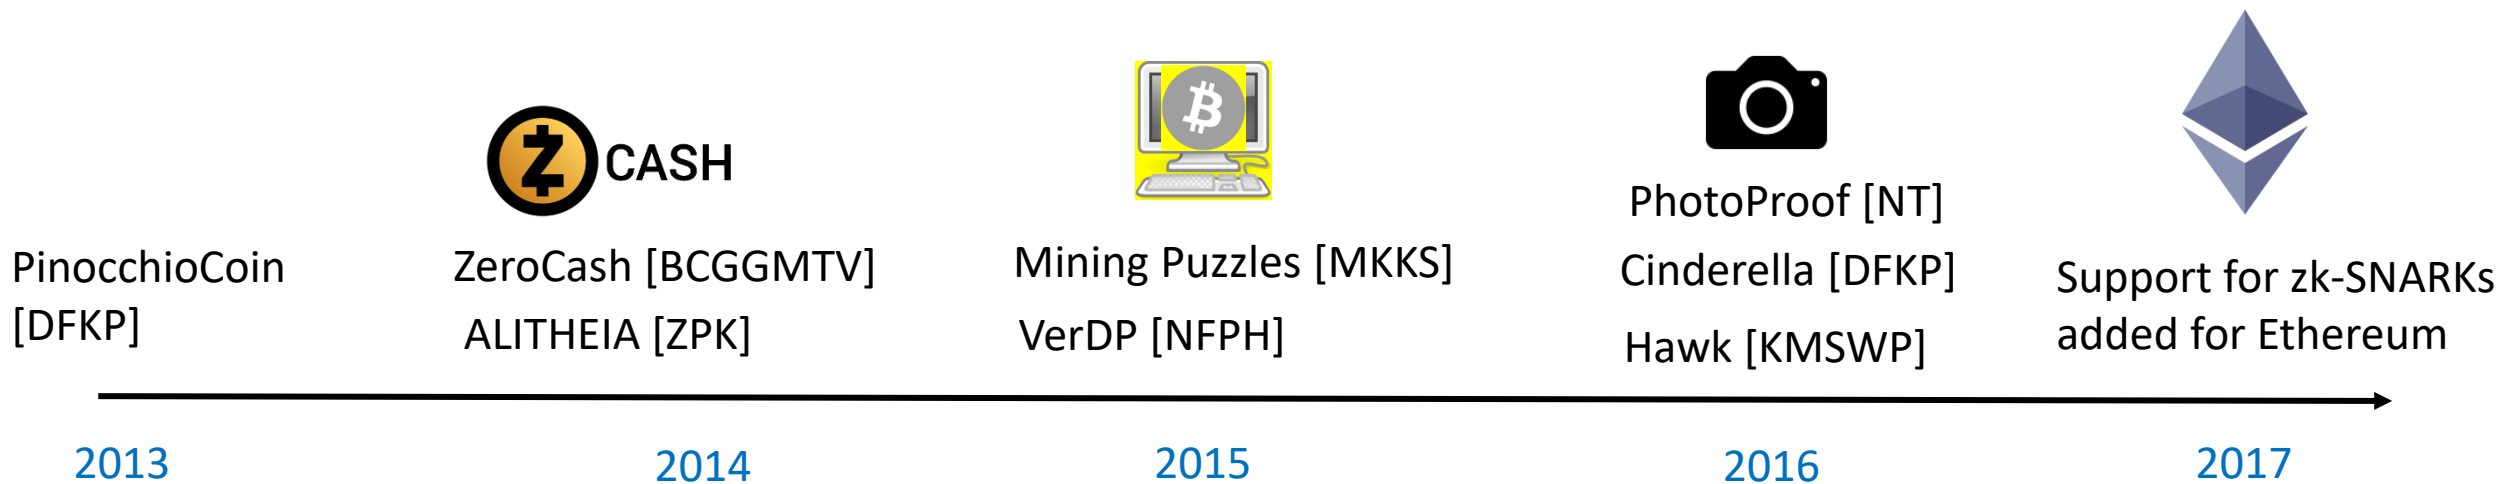 CASH
PinocchioCoin
[DFKP]
ZeroCash [BCGGMTV]
ALITHEIA [ZPK]
Mining Puzzles [MKKS]
VerDP [NFPH]
PhotoProof [NT]
Cinderella [DFKP]
Hawk [KMSWP]
Support for zk-SNARKs
added for Ethereum
2013
2014
2015
2016
2017